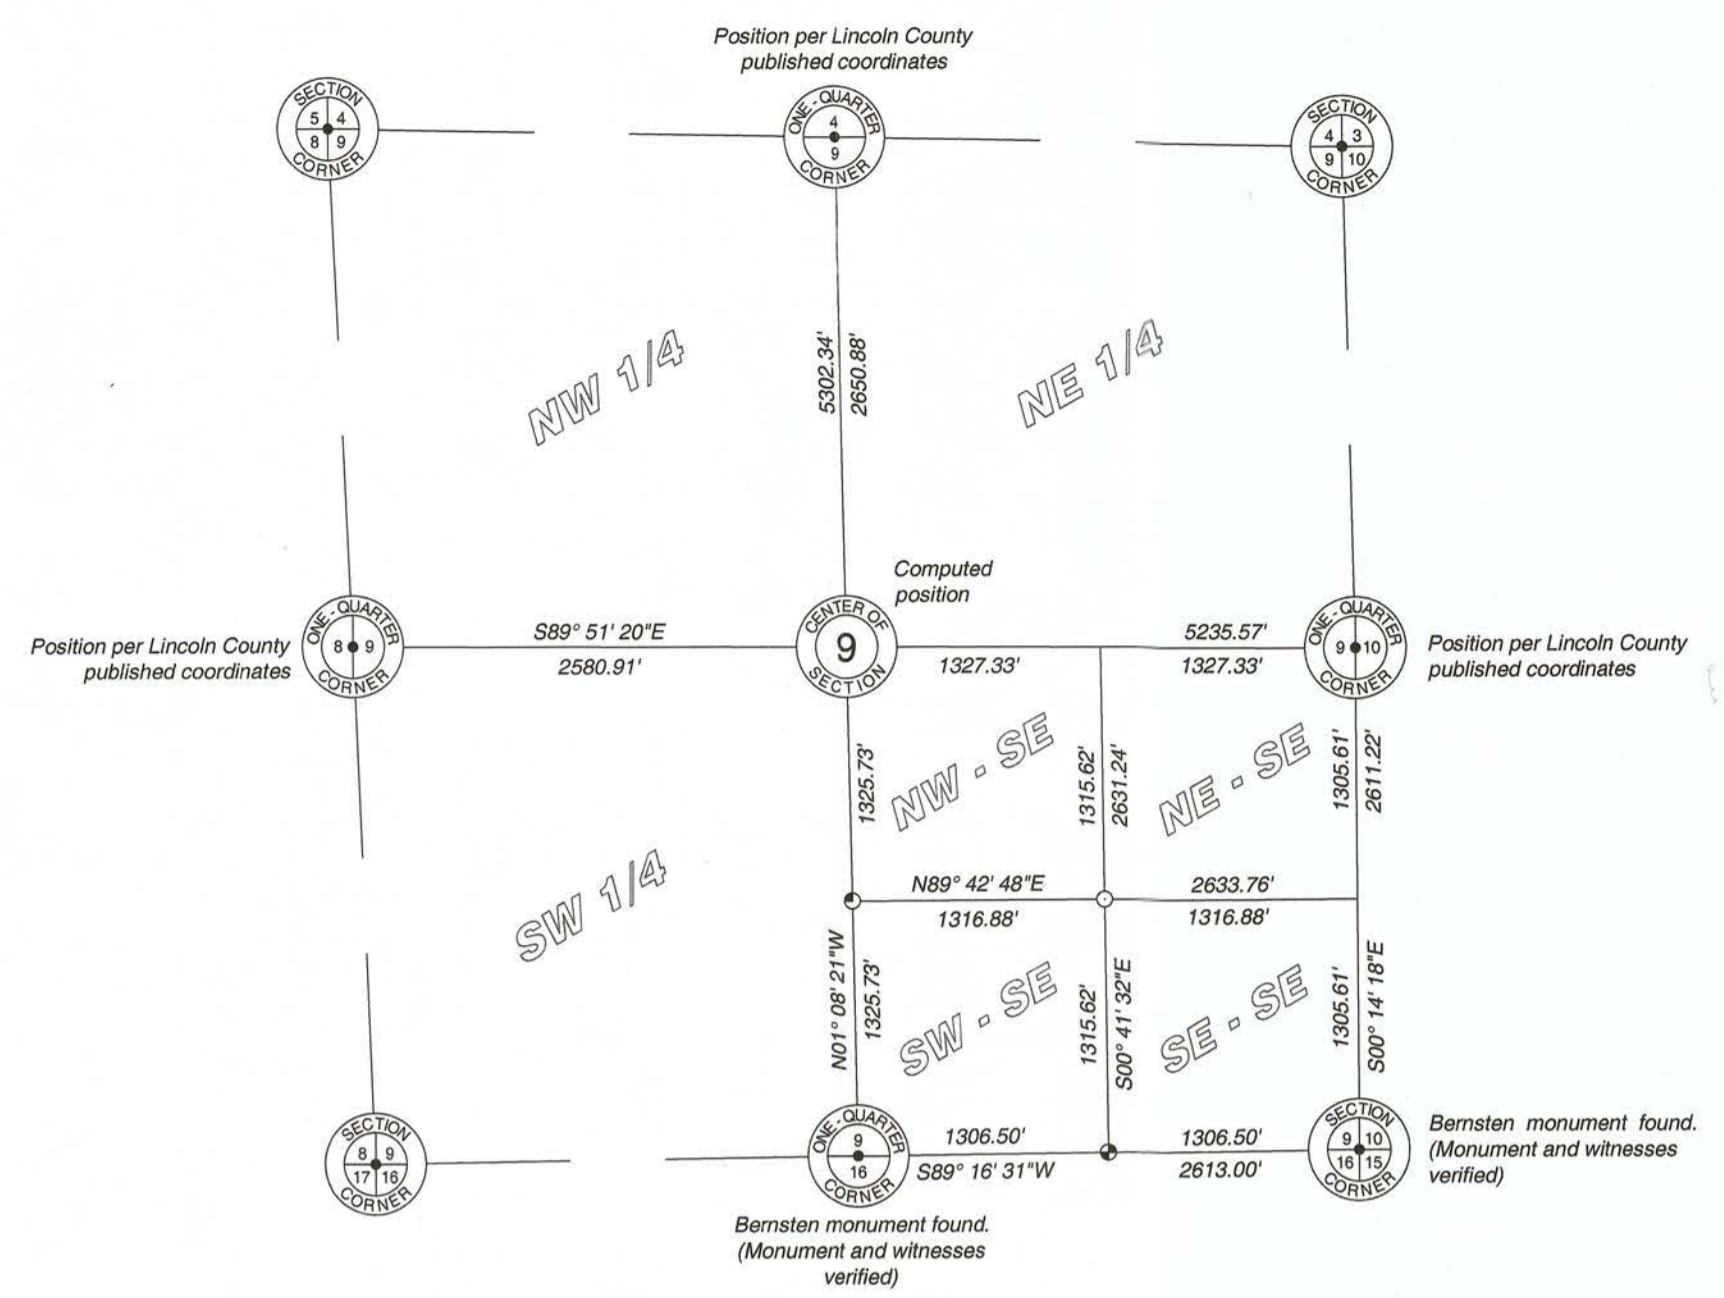 Position per Lincoln County
published coordinates
SECTION
5 4
8 9
CORNER
ONE-QUARTER
4
9
CORNER
SECTION
4 3
9 10
CORNER
5302.34'
2650.88'
NW 1/4
NE 1/4
Computed
position
Position per Lincoln County
published coordinates
ONE-QUARTER
8 9
CORNER
S89° 51' 20"E
2580.91'
CENTER OF
9
SECTION
1327.33'
5235.57'
1327.33'
ONE-QUARTER
9 10
CORNER
Position per Lincoln County
published coordinates
1325.73'
NW - SE
1315.62'
2631.24'
NE - SE
1305.61'
2611.22'
SW 1/4
N89° 42' 48"E
1316.88'
2633.76'
1316.88'
N01° 08' 21"W
1325.73'
SW - SE
1315.62'
S00° 41' 32"E
SE - SE
1305.61'
S00° 14' 18"E
SECTION
8 9
17 16
CORNER
ONE-QUARTER
9
16
CORNER
1306.50'
S89° 16' 31"W
1306.50'
2613.00'
SECTION
9 10
16 15
CORNER
Bernsten monument found.
(Monument and witnesses
verified)
Bernsten monument found.
(Monument and witnesses
verified)